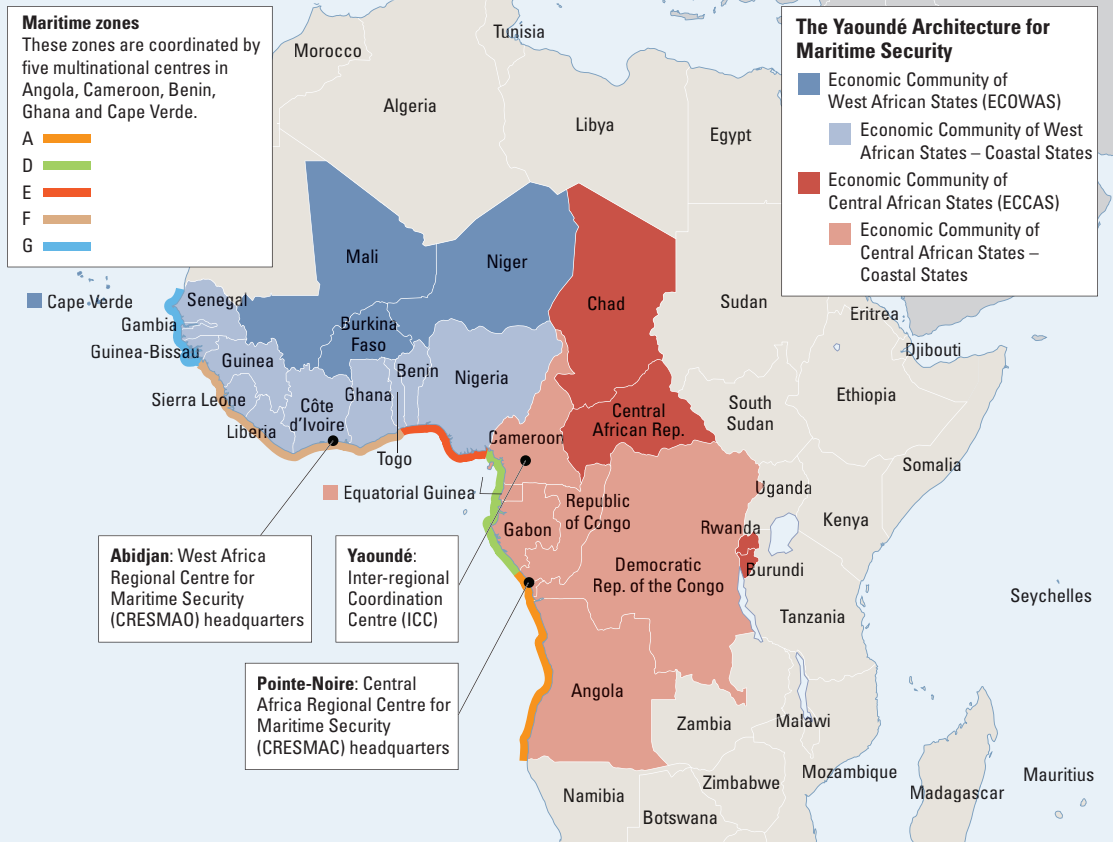 Maritime zones
These zones are coordinated by
five multinational centres in
Angola, Cameroon, Benin,
Ghana and Cape Verde.
A
D
E
F
G
The Yaoundé Architecture for
Maritime Security
Economic Community of
West African States (ECOWAS)
Economic Community of West
African States – Coastal States
Economic Community of
Central African States (ECCAS)
Economic Community of
Central African States –
Coastal States
Tunisia
Morocco
Algeria
Libya
Egypt
Mali
Niger
Chad
Sudan
Eritrea
Djibouti
Cape Verde
Senegal
Gambia
Guinea-Bissau
Guinea
Sierra Leone
Liberia
Côte
d'Ivoire
Burkina
Faso
Ghana
Togo
Benin
Nigeria
Cameroon
Central
African Rep.
South
Sudan
Ethiopia
Somalia
Equatorial Guinea
Gabon
Republic
of Congo
Democratic
Rep. of the Congo
Uganda
Rwanda
Burundi
Kenya
Tanzania
Seychelles
Angola
Zambia
Malawi
Mozambique
Zimbabwe
Namibia
Botswana
Madagascar
Mauritius
Abidjan: West Africa
Regional Centre for
Maritime Security
(CRESMAO) headquarters
Yaoundé:
Inter-regional
Coordination
Centre (ICC)
Pointe-Noire: Central
Africa Regional Centre for
Maritime Security
(CRESMAC) headquarters